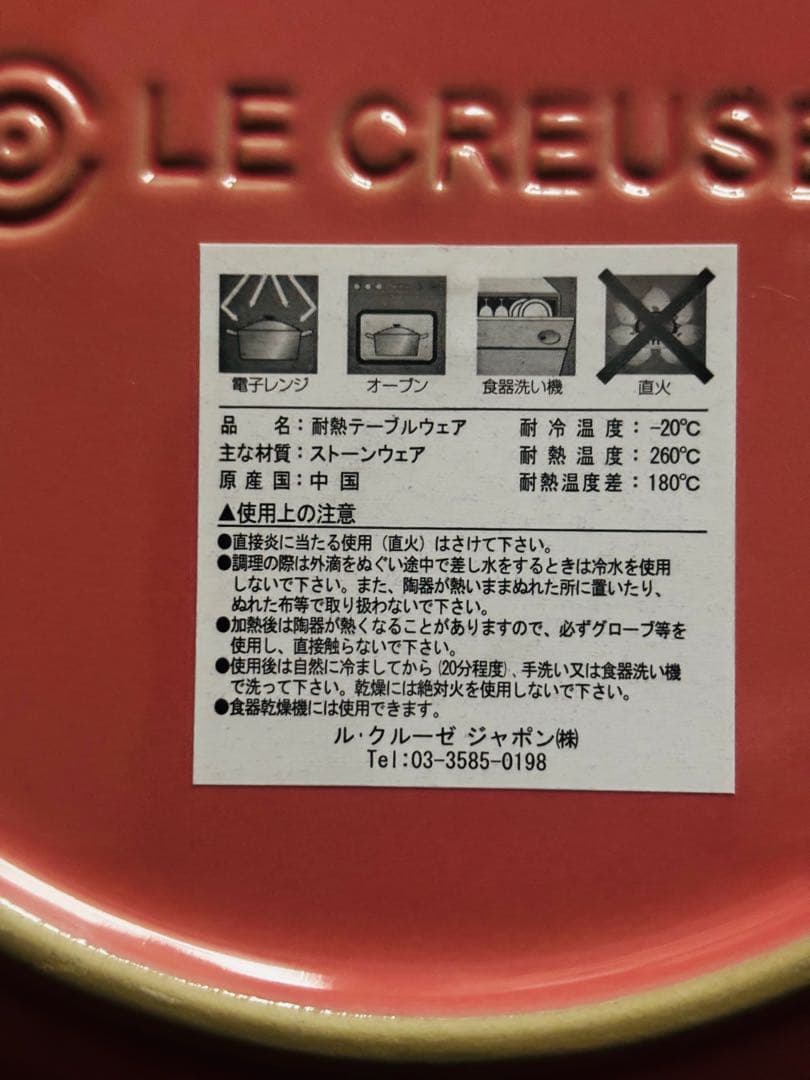 LE CREUSE
電子レンジ オーブン 食器洗い機 直火
品 名：耐熱テーブルウェア 耐冷温度：-20℃
主な材質：ストーンウェア 耐熱温度：260℃
原産国：中国 耐熱温度差：180℃
▲使用上の注意
●直接炎に当たる使用（直火）はさけて下さい。
●調理の際は外滴をぬぐい途中で差し水をするときは冷水を使用
しないで下さい。また、陶器が熱いままぬれた所に置いたり、
ぬれた布等で取り扱わないで下さい。
●加熱後は陶器が熱くなることがありますので、必ずグローブ等を
使用し、直接触らないで下さい。
●使用後は自然に冷ましてから(20分程度)、手洗い又は食器洗い機
で洗って下さい。乾燥には絶対火を使用しないで下さい。
●食器乾燥機には使用できます。
ル・クルーゼ ジャポン㈱
Tel:03-3585-0198